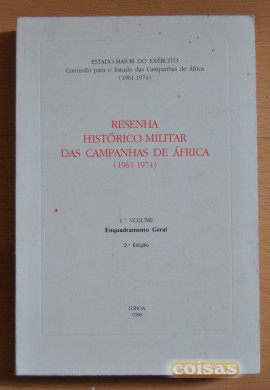 ESTADO-MAIOR DO EXÉRCITO
Comissão para o Estudo das Campanhas de África
(1961-1974)
RESENHA
HISTÓRICO-MILITAR
DAS CAMPANHAS DE ÁFRICA
(1961-1974)
1.º VOLUME
Enquadramento Geral
2.ª Edição
LISBOA
coisas